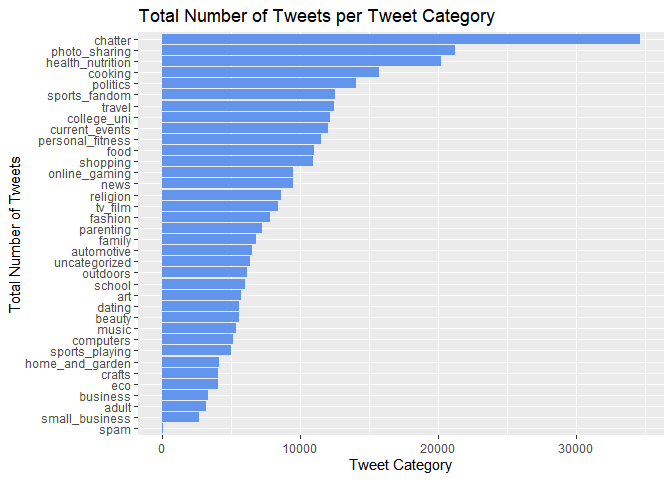 Total Number of Tweets per Tweet Category
Total Number of Tweets
chatter
photo_sharing
health_nutrition
cooking
politics
sports_fandom
travel
college_uni
current_events
personal_fitness
food
shopping
online_gaming
news
religion
tv_film
fashion
parenting
family
automotive
uncategorized
outdoors
school
art
dating
beauty
music
computers
sports_playing
home_and_garden
crafts
eco
business
adult
small_business
spam
0 10000 20000 30000
Tweet Category